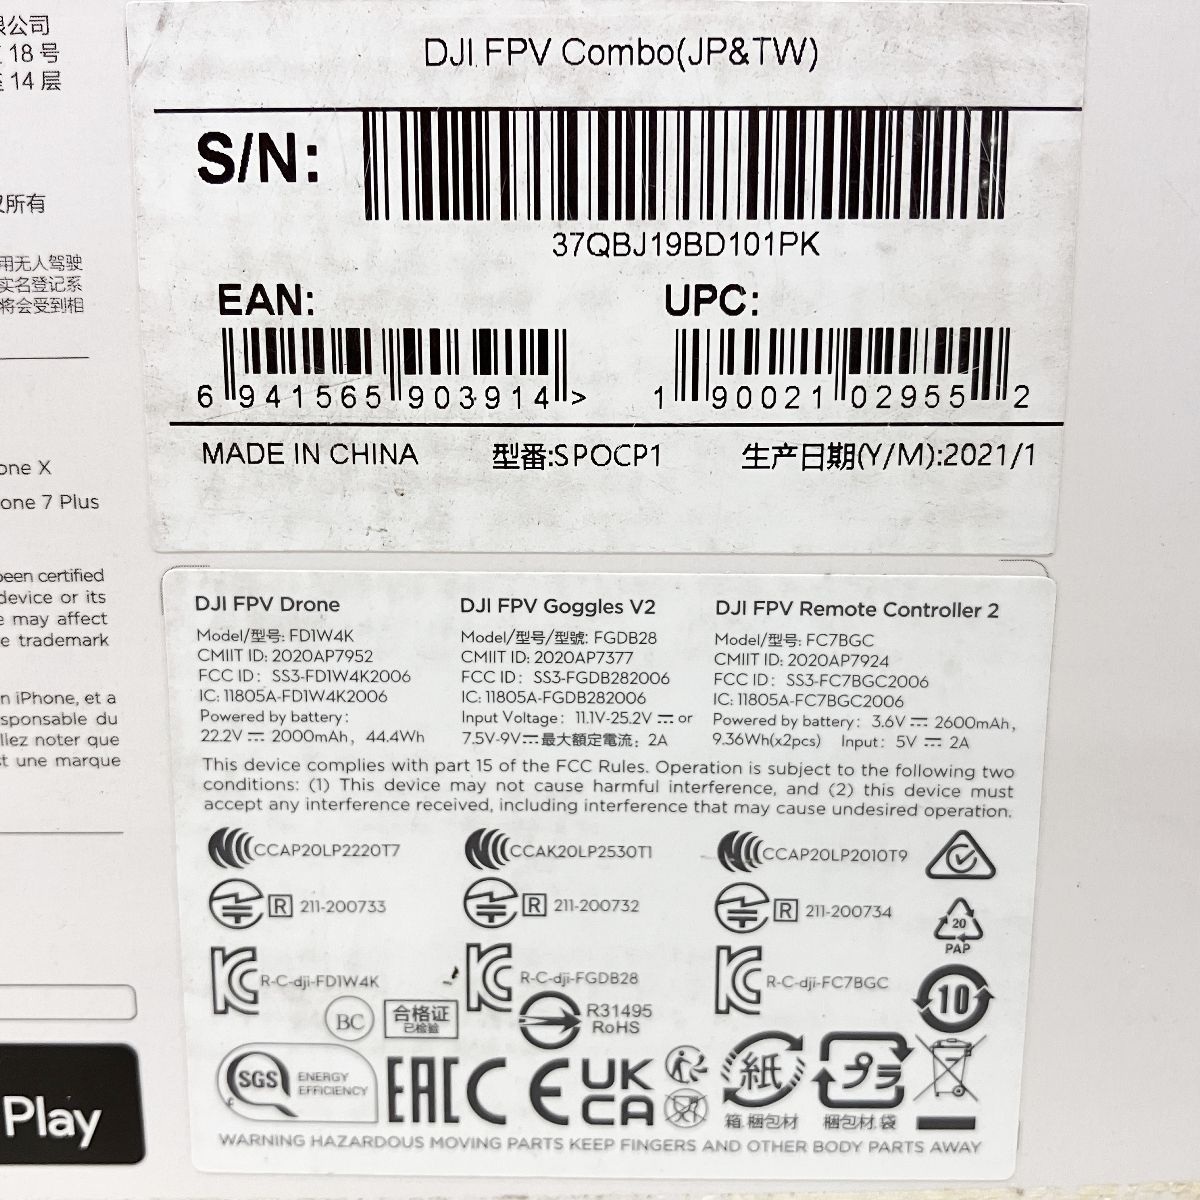 限公司
18 号
14 层
所有
用无人驾驶
实名登记系
将会受到相
one X
one 7 Plus
been certified
device or its
may affect
trademark
n iPhone, et a
sponsable du
llez noter que
t une marque
Play
DJI FPV Combo(JP&TW)
S/N:
37QBJ19BD101PK
EAN:
6 941565 903914 >
UPC:
1 90021 02955 2
MADE IN CHINA 型番:SPOCP1 生产日期(Y/M):2021/1
DJI FPV Drone
Model/型号: FD1W4K
CMIIT ID: 2020AP7952
FCC ID: SS3-FD1W4K2006
IC: 11805A-FD1W4K2006
Powered by battery:
22.2V ⎓ 2000mAh, 44.4Wh
DJI FPV Goggles V2
Model/型号/型號: FGDB28
CMIIT ID: 2020AP7377
FCC ID: SS3-FGDB282006
IC: 11805A-FGDB282006
Input Voltage: 11.1V-25.2V ⎓ or
7.5V-9V ⎓ 最大額定電流: 2A
DJI FPV Remote Controller 2
Model/型号: FC7BGC
CMIIT ID: 2020AP7924
FCC ID: SS3-FC7BGC2006
IC: 11805A-FC7BGC2006
Powered by battery: 3.6V ⎓ 2600mAh,
9.36Wh(x2pcs) Input: 5V ⎓ 2A
This device complies with part 15 of the FCC Rules. Operation is subject to the following two
conditions: (1) This device may not cause harmful interference, and (2) this device must
accept any interference received, including interference that may cause undesired operation.
CCAP20LP2220T7 CCAK20LP2530T1 CCAP20LP2010T9
R 211-200733 R 211-200732 R 211-200734
20
PAP
R-C-dji-FD1W4K R-C-dji-FGDB28 R-C-dji-FC7BGC
10
BC
合格证
已检验
R31495
RoHS
SGS ENERGY
EFFICIENCY
EAC CE UK
CA
紙
箱,梱包材
プラ
梱包材,袋
WARNING HAZARDOUS MOVING PARTS KEEP FINGERS AND OTHER BODY PARTS AWAY